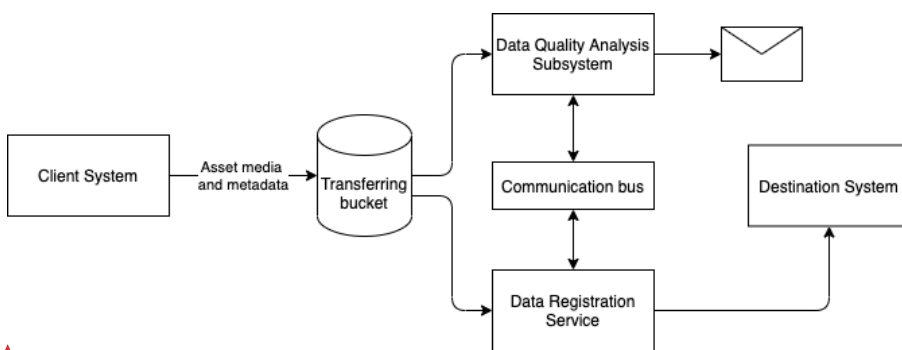 Data Quality Analysis
Subsystem
Client System
Asset media
and metadata
Transferring
bucket
Communication bus
Destination System
Data Registration
Service